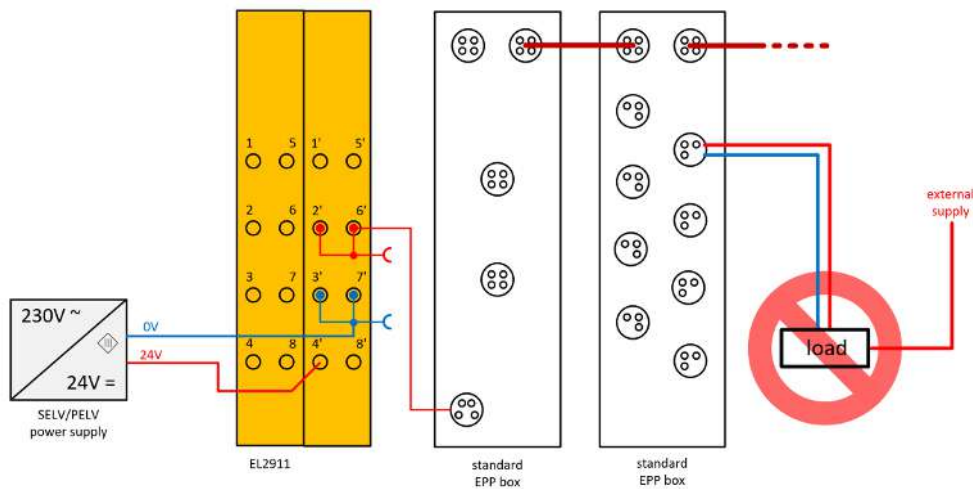 external
supply
1
5
1'
5'
2
6
2'
6'
3
7
3'
7'
230V ~
0V
24V
24V =
4
8
4'
8'
load
SELV/PELV
power supply
EL2911
standard
EPP box
standard
EPP box